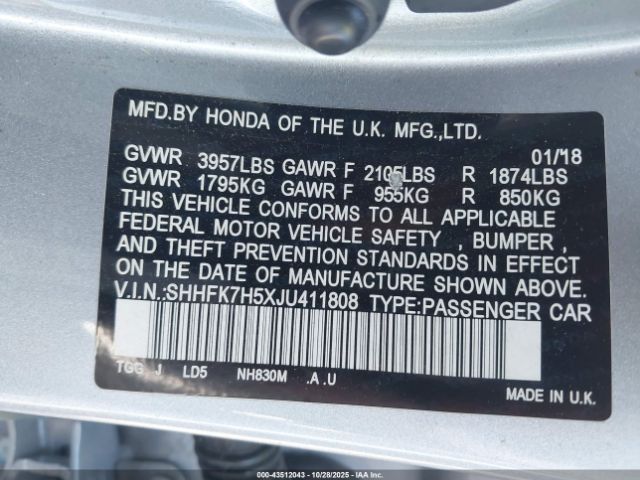 MFD.BY HONDA OF THE U.K. MFG.,LTD.
01/'18
GVWR 3957LBS GAWR F 2105LBS R 1874LBS
GVWR 1795KG GAWR F 955KG R 850KG
THIS VEHICLE CONFORMS TO ALL APPLICABLE
FEDERAL MOTOR VEHICLE SAFETY , BUMPER ,
AND THEFT PREVENTION STANDARDS IN EFFECT
ON THE DATE OF MANUFACTURE SHOWN ABOVE.
V.I.N.:SHHFK7H5XJU411808 TYPE:PASSENGER CAR
TGG J LD5 NH830M .A .U
MADE IN U.K.
000-43512043 | 10/28/2025 | IAAI.COM